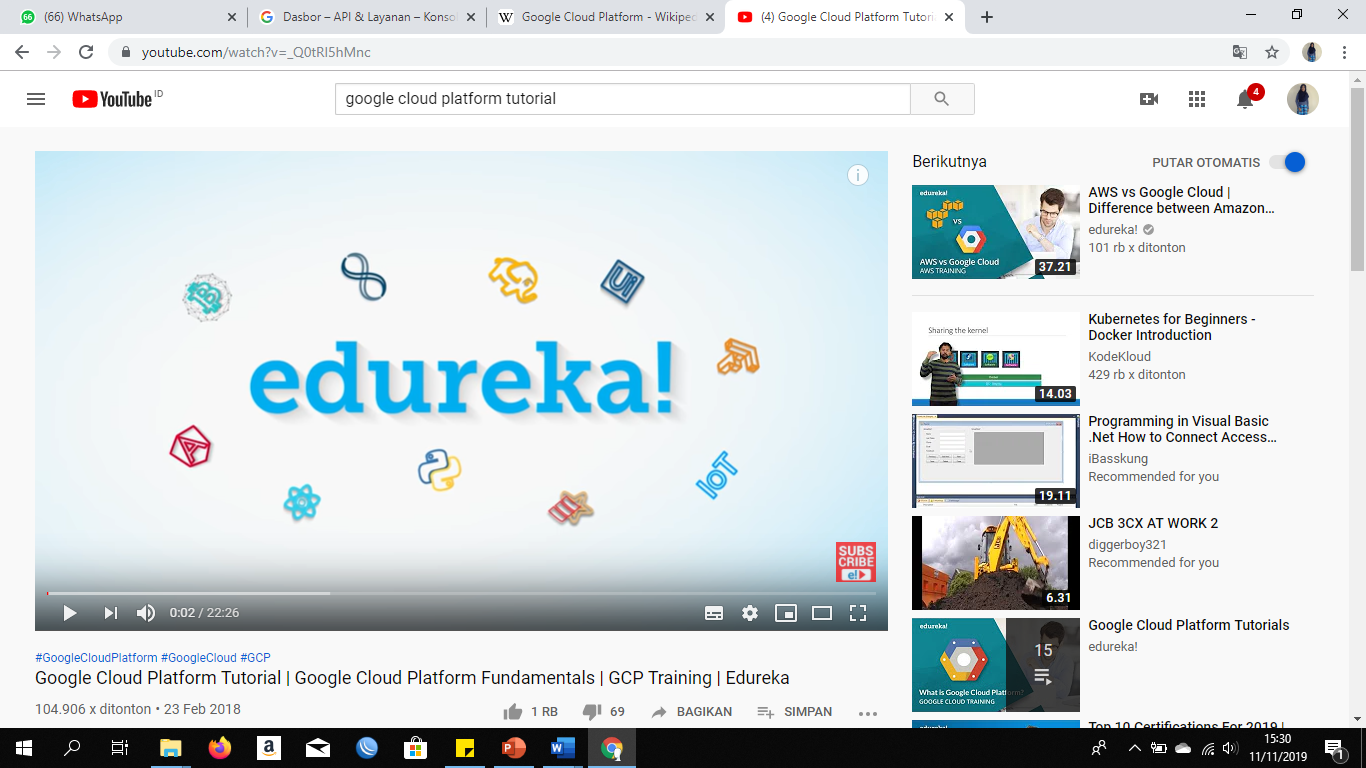 (66) WhatsApp
Dasbor – API & Layanan – Konso
Google Cloud Platform - Wikiped
(4) Google Cloud Platform Tutori
youtube.com/watch?v=_Q0tRI5hMnc
YouTube ID
google cloud platform tutorial
4
edureka!
Ui
IoT
SUBS
CRIBE
e!
0:02 / 22:26
#GoogleCloudPlatform #GoogleCloud #GCP
Google Cloud Platform Tutorial | Google Cloud Platform Fundamentals | GCP Training | Edureka
104.906 x ditonton • 23 Feb 2018
1 RB
69
BAGIKAN
SIMPAN
Berikutnya
PUTAR OTOMATIS
edureka!
VS
AWS vs Google Cloud
AWS TRAINING
37.21
AWS vs Google Cloud |
Difference between Amazon…
edureka!
101 rb x ditonton
Sharing the kernel
14.03
Kubernetes for Beginners -
Docker Introduction
KodeKloud
429 rb x ditonton
19.11
Programming in Visual Basic
.Net How to Connect Access…
iBasskung
Recommended for you
6.31
JCB 3CX AT WORK 2
diggerboy321
Recommended for you
edureka!
What is Google Cloud Platform?
GOOGLE CLOUD TRAINING
15
Google Cloud Platform Tutorials
edureka!
Top 10 Certifications For 2019 |
15:30
11/11/2019
1